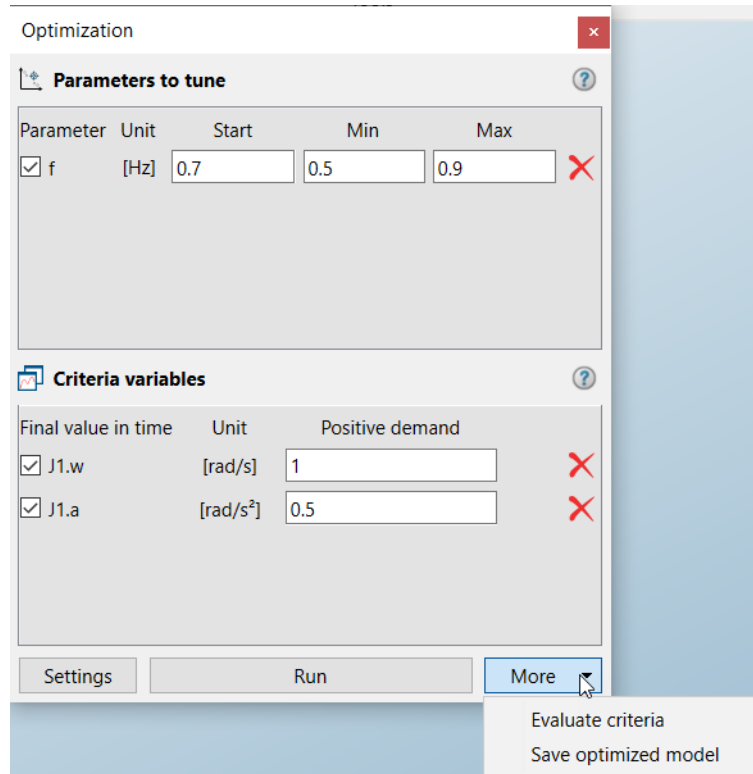 Optimization
Parameters to tune
Parameter Unit Start Min Max
f [Hz] 0.7 0.5 0.9
Criteria variables
Final value in time Unit Positive demand
J1.w [rad/s] 1
J1.a [rad/s²] 0.5
Settings Run More
Evaluate criteria
Save optimized model